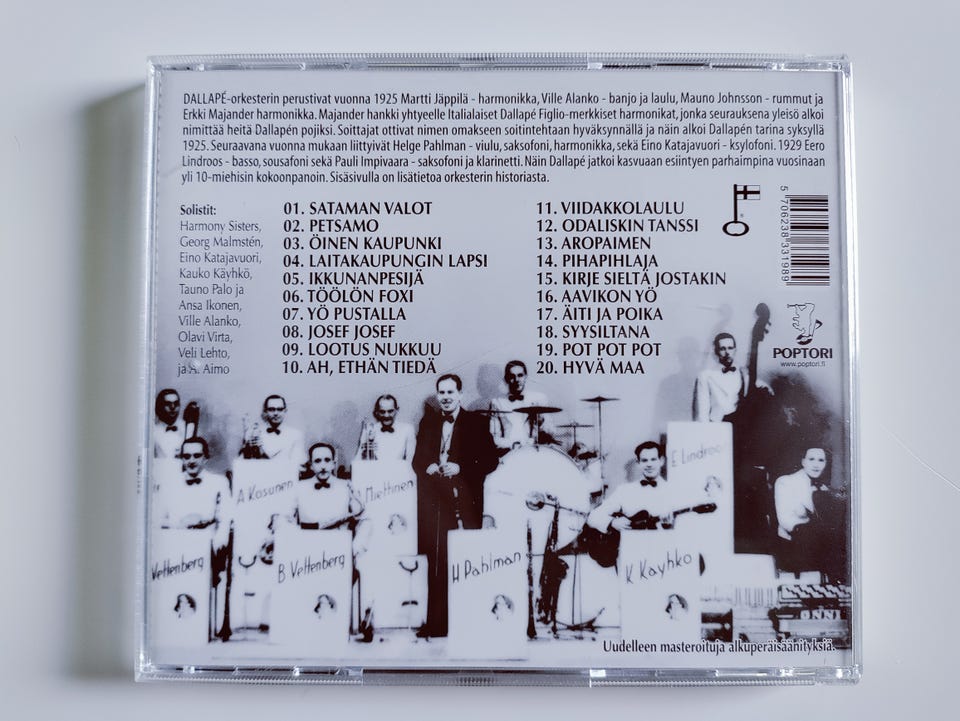 DALLAPÉ-orkesterin perustivat vuonna 1925 Martti Jäppilä - harmonikka, Ville Alanko - banjo ja laulu, Mauno Johnsson - rummut ja
Erkki Majander harmonikka. Majander hankki yhtyeelle Italialaiset Dallapé Figlio-merkkiset harmonikat, jonka seurauksena yleisö alkoi
nimittää heitä Dallapén pojiksi. Soittajat ottivat nimen omakseen soitintehtaan hyväksynnällä ja näin alkoi Dallapén tarina syksyllä
1925. Seuraavana vuonna mukaan liittyivät Helge Pahlman - viulu, saksofoni, harmonikka, sekä Eino Katajavuori - ksylofoni. 1929 Eero
Lindroos - basso, sousafoni sekä Pauli Impivaara - saksofoni ja klarinetti. Näin Dallapé jatkoi kasvuaan esiintyen parhaimpina vuosinaan
yli 10-miehisin kokoonpanoin. Sisäsivulla on lisätietoa orkesterin historiasta.
Solistit:
Harmony Sisters,
Georg Malmstén,
Eino Katajavuori,
Kauko Käyhkö,
Tauno Palo ja
Ansa Ikonen,
Ville Alanko,
Olavi Virta,
Veli Lehto,
ja A. Aimo
01. SATAMAN VALOT
02. PETSAMO
03. ÖINEN KAUPUNKI
04. LAITAKAUPUNGIN LAPSI
05. IKKUNANPESIJÄ
06. TÖÖLÖN FOXI
07. YÖ PUSTALLA
08. JOSEF JOSEF
09. LOOTUS NUKKUU
10. AH, ETHÄN TIEDÄ
11. VIIDAKKOLAULU
12. ODALISKIN TANSSI
13. AROPAIMEN
14. PIHAPIHLAJA
15. KIRJE SIELTÄ JOSTAKIN
16. AAVIKON YÖ
17. ÄITI JA POIKA
18. SYYSILTANA
19. POT POT POT
20. HYVÄ MAA
5 706238 331989
POPTORI
www.poptori.fi
A Kosunen
Miettinen
E Lindroo
Vettenberg
B Vettenberg
H Pahlman
K Kayhko
Uudelleen masteroituja alkuperäisäänityksiä.